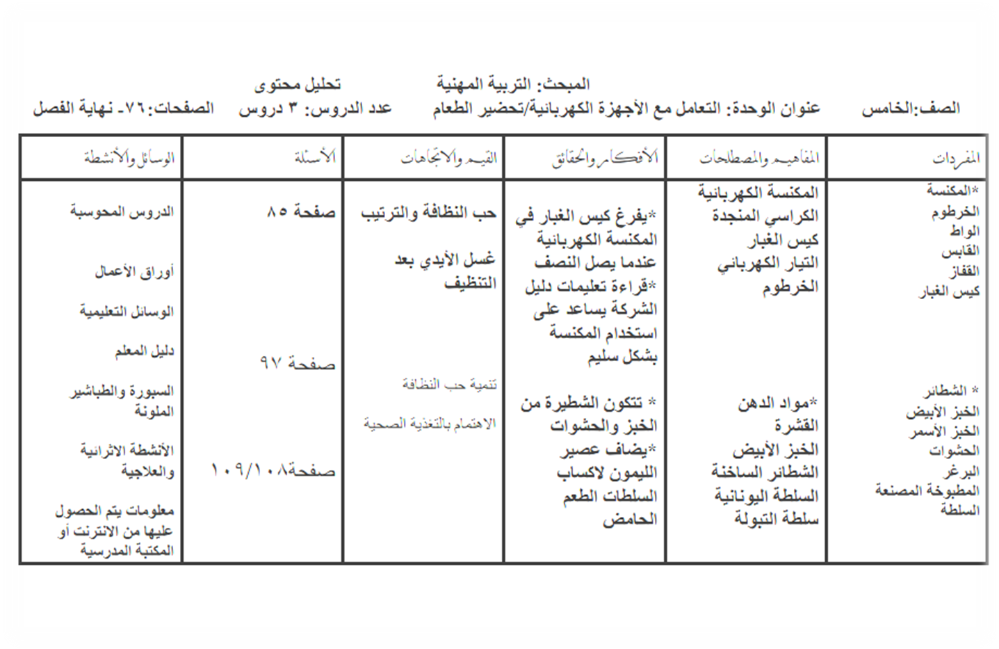 المبحث: التربية المهنية تحليل محتوى
الصف:الخامس عنوان الوحدة: التعامل مع الأجهزة الكهربائية/تحضير الطعام عدد الدروس: ٣ دروس الصفحات:٧٦- نهاية الفصل
المفردات
*المكنسة
الخرطوم
الواط
القابس
القفاز
كيس الغبار
* الشطائر
الخبز الأبيض
الخبز الأسمر
الحشوات
البرغر
المطبوخة المصنعة
السلطة
المفاهيم والمصطلحات
المكنسة الكهربائية
الكراسي المنجدة
كيس الغبار
التيار الكهربائي
الخرطوم
*مواد الدهن
القشرة
الخبز الأبيض
الشطائر الساخنة
السلطة اليونانية
سلطة التبولة
الأفكار والحقائق
*يفرغ كيس الغبار في
المكنسة الكهربائية
عندما يصل النصف
*قراءة تعليمات دليل
الشركة يساعد على
استخدام المكنسة
بشكل سليم
* تتكون الشطيرة من
الخبز والحشوات
*يضاف عصير
الليمون لاكساب
السلطات الطعم
الحامض
القيم والاتجاهات
حب النظافة والترتيب
غسل الأيدي بعد
التنظيف
تنمية حب النظافة
الاهتمام بالتغذية الصحية
الأسئلة
صفحة ٨٥
صفحة ٩٧
صفحة١٠٩/١٠٨
الوسائل والأنشطة
الدروس المحوسبة
أوراق الأعمال
الوسائل التعليمية
دليل المعلم
السبورة والطباشير
الملونة
الأنشطة الاثرائية
والعلاجية
معلومات يتم الحصول
عليها من الانترنت أو
المكتبة المدرسية